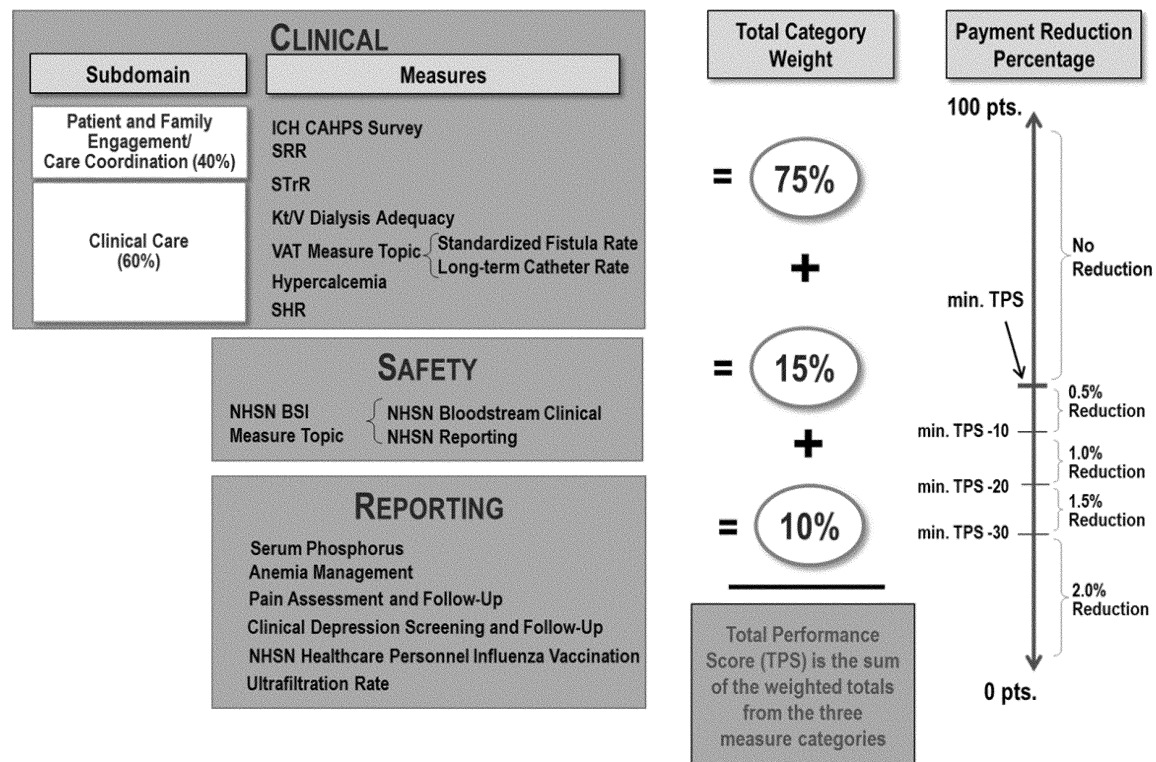 CLINICAL
Subdomain
Measures
Patient and Family
Engagement/
Care Coordination (40%)
Clinical Care
(60%)
ICH CAHPS Survey
SRR
STrR
Kt/V Dialysis Adequacy
VAT Measure Topic
Standardized Fistula Rate
Long-term Catheter Rate
Hypercalcemia
SHR
SAFETY
NHSN BSI
Measure Topic
NHSN Bloodstream Clinical
NHSN Reporting
REPORTING
Serum Phosphorus
Anemia Management
Pain Assessment and Follow-Up
Clinical Depression Screening and Follow-Up
NHSN Healthcare Personnel Influenza Vaccination
Ultrafiltration Rate
Total Category
Weight
= 75%
+
= 15%
+
= 10%
Total Performance
Score (TPS) is the sum
of the weighted totals
from the three
measure categories
Payment Reduction
Percentage
100 pts.
No
Reduction
min. TPS
0.5%
Reduction
min. TPS -10
1.0%
Reduction
min. TPS -20
1.5%
Reduction
min. TPS -30
2.0%
Reduction
0 pts.